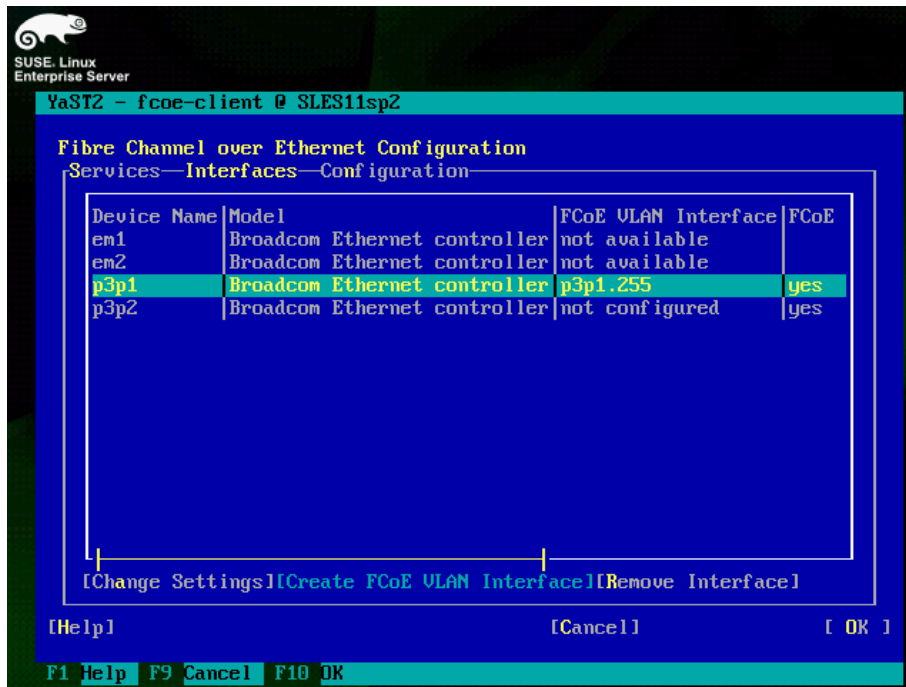 SUSE. Linux
Enterprise Server
YaST2 - fcoe-client @ SLES11sp2
Fibre Channel over Ethernet Configuration
Services—Interfaces—Configuration
Device Name|Model|FCoE VLAN Interface|FCoE
em1|Broadcom Ethernet controller|not available
em2|Broadcom Ethernet controller|not available
p3p1|Broadcom Ethernet controller|p3p1.255|yes
p3p2|Broadcom Ethernet controller|not configured|yes
[Change Settings][Create FCoE VLAN Interface][Remove Interface]
[Help] [Cancel] [ OK ]
F1 Help F9 Cancel F10 OK